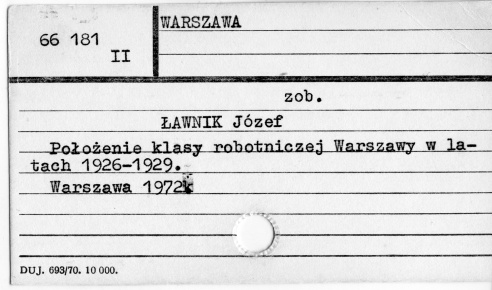 WARSZAWA
66 181
II
zob.
ŁAWNIK Józef
Położenie klasy robotniczej Warszawy w la-
tach 1926-1929.
Warszawa 1972
DUJ. 693/70. 10 000.